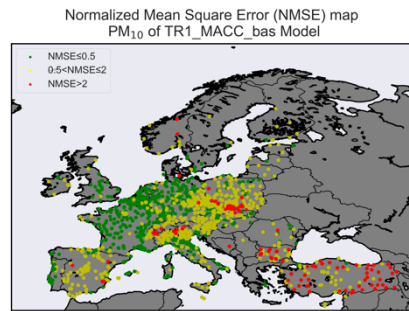 Normalized Mean Square Error (NMSE) map
PM₁₀ of TR1_MACC_bas Model
NMSE≤0.5
0.5<NMSE≤2
NMSE>2